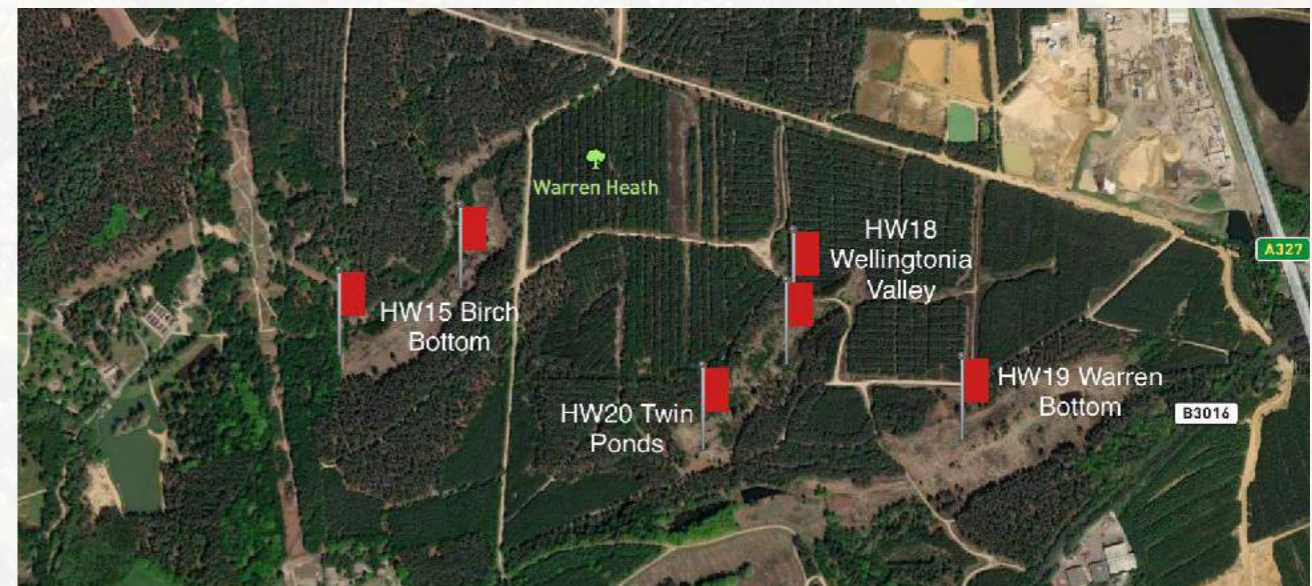 Warren Heath
HW18
Wellingtonia
Valley
A327
HW15 Birch
Bottom
HW19 Warren
Bottom
HW20 Twin
Ponds
B3016